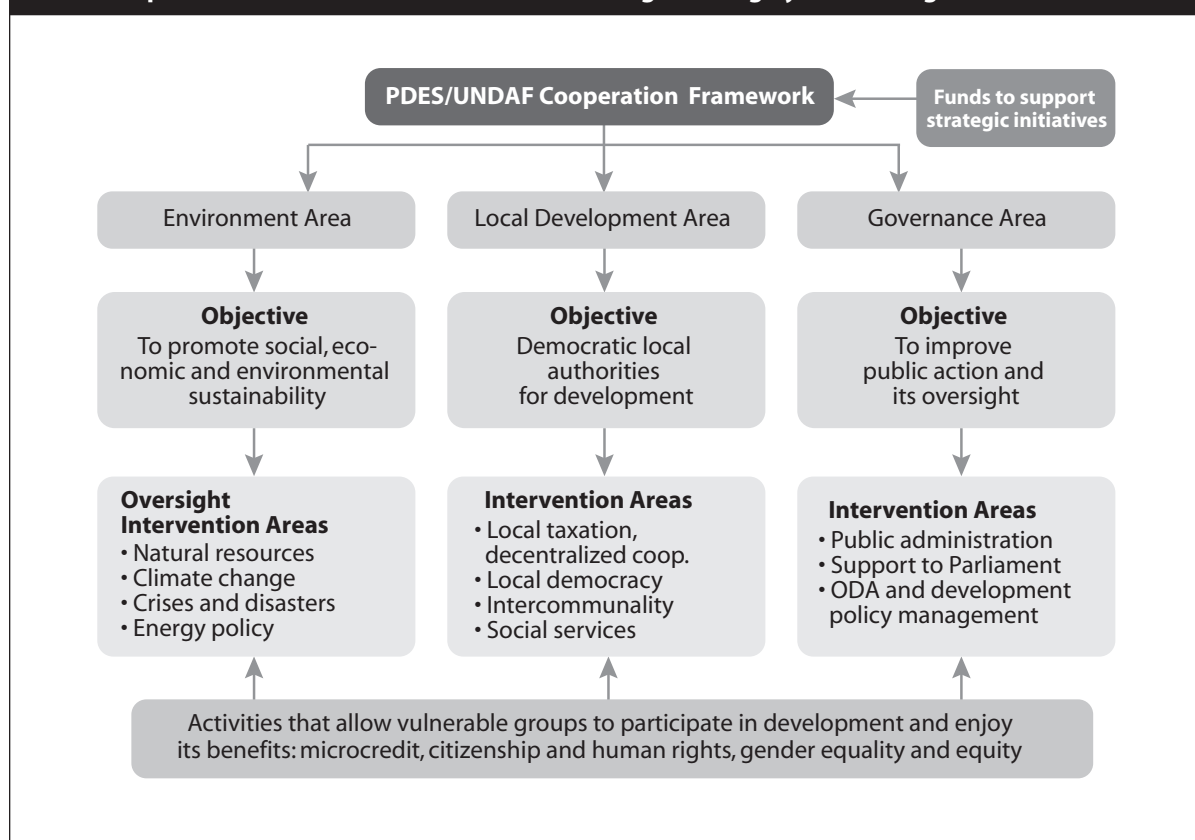 PDES/UNDAF Cooperation Framework
Funds to support
strategic initiatives
Environment Area
Local Development Area
Governance Area
Objective
To promote social, eco-
nomic and environmental
sustainability
Objective
Democratic local
authorities
for development
Objective
To improve
public action and
its oversight
Oversight
Intervention Areas
• Natural resources
• Climate change
• Crises and disasters
• Energy policy
Intervention Areas
• Local taxation,
decentralized coop.
• Local democracy
• Intercommunality
• Social services
Intervention Areas
• Public administration
• Support to Parliament
• ODA and development
policy management
Activities that allow vulnerable groups to participate in development and enjoy
its benefits: microcredit, citizenship and human rights, gender equality and equity